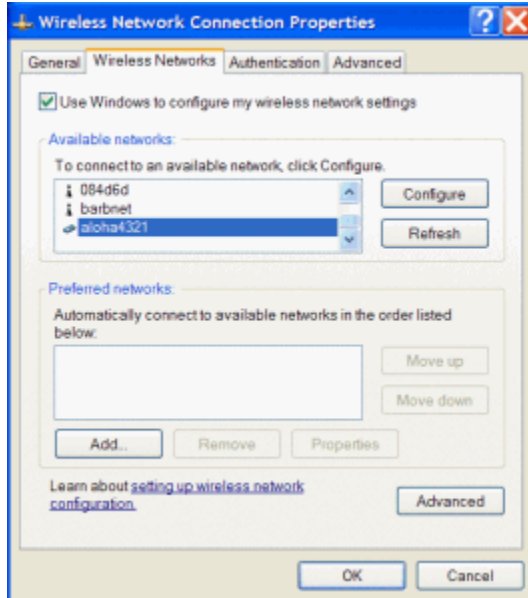 Wireless Network Connection Properties
General Wireless Networks Authentication Advanced
Use Windows to configure my wireless network settings
Available networks:
To connect to an available network, click Configure.
084d6d
barbnet
aloha4321
Configure
Refresh
Preferred networks:
Automatically connect to available networks in the order listed
below:
Move up
Move down
Add... Remove Properties
Learn about setting up wireless network
configuration.
Advanced
OK Cancel